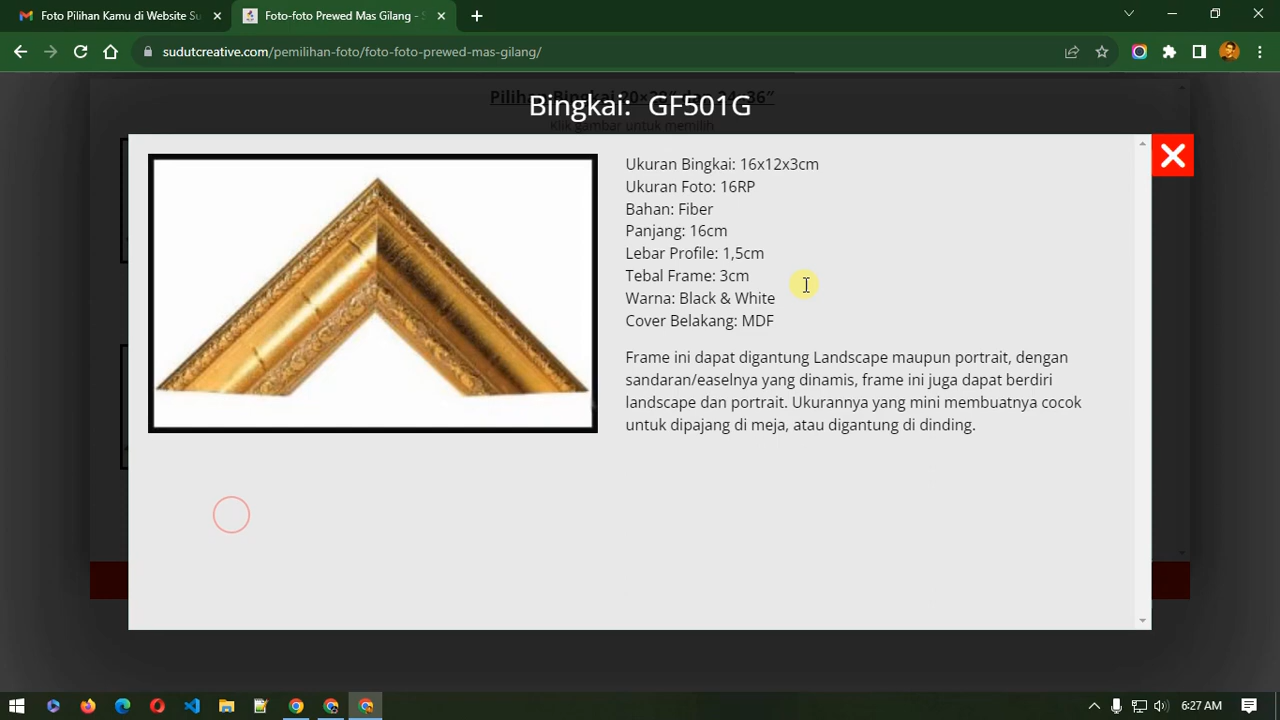 Foto Pilihan Kamu di Website Su
Foto-foto Prewed Mas Gilang - S
sudutcreative.com/pemilihan-foto/foto-foto-prewed-mas-gilang/
Klik gambar untuk memilih
Bingkai: GF501G
Ukuran Bingkai: 16x12x3cm
Ukuran Foto: 16RP
Bahan: Fiber
Panjang: 16cm
Lebar Profile: 1,5cm
Tebal Frame: 3cm
Warna: Black & White
Cover Belakang: MDF
Frame ini dapat digantung Landscape maupun portrait, dengan
sandaran/easelnya yang dinamis, frame ini juga dapat berdiri
landscape dan portrait. Ukurannya yang mini membuatnya cocok
untuk dipajang di meja, atau digantung di dinding.
6:27 AM